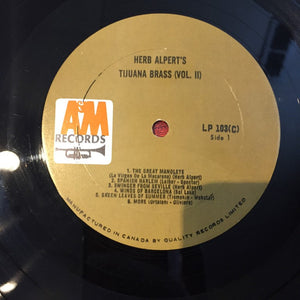 HERB ALPERT'S
TIJUANA BRASS (VOL. II)
A&M
RECORDS
LP 103(C)
Side 1
1. THE GREAT MANOLETE
(La Virgen De La Macarena) (Herb Alpert)
2. SPANISH HARLEM (Leiber - Spector)
3. SWINGER FROM SEVILLE (Herb Alpert)
4. WINDS OF BARCELONA (Sol Lake)
5. GREEN LEAVES OF SUMMER (Tiomkin - Webster)
6. MORE (Ortolani - Oliviero)
MANUFACTURED IN CANADA BY QUALITY RECORDS LIMITED